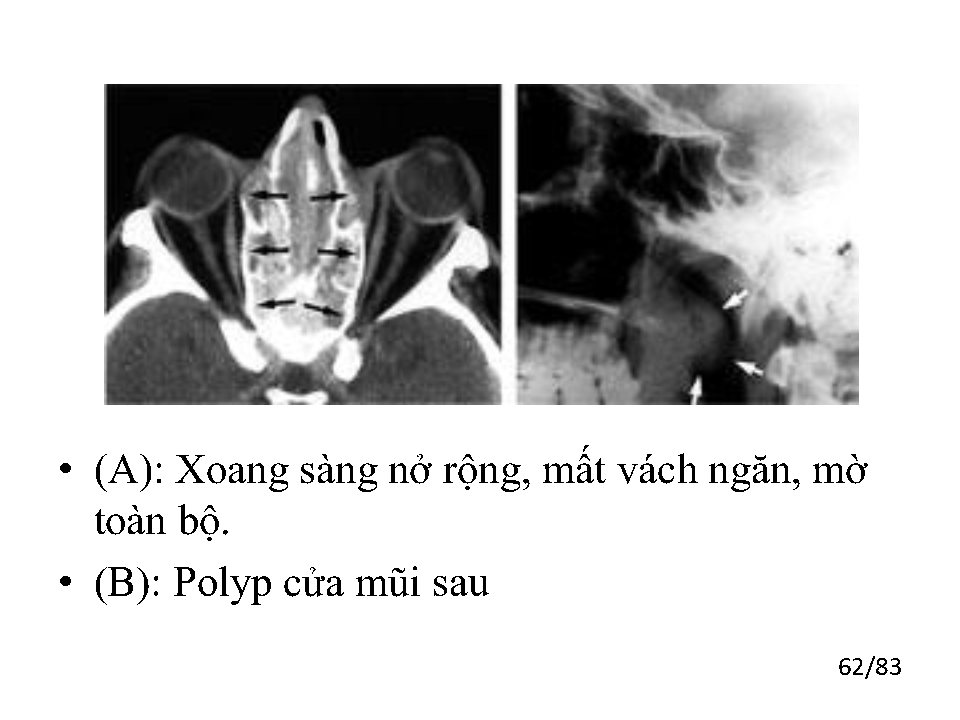 • (A): Xoang sàng nở rộng, mất vách ngăn, mờ
toàn bộ.
• (B): Polyp cửa mũi sau
62/83